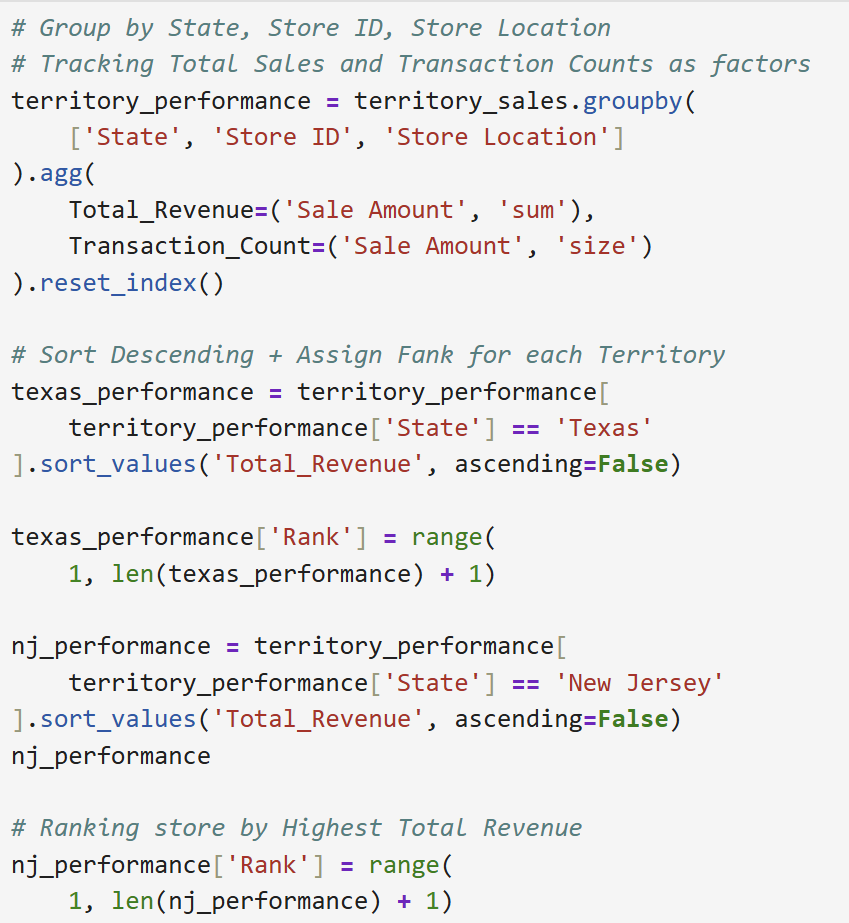 # Group by State, Store ID, Store Location
# Tracking Total Sales and Transaction Counts as factors
territory_performance = territory_sales.groupby(
    ['State', 'Store ID', 'Store Location']
).agg(
    Total_Revenue=('Sale Amount', 'sum'),
    Transaction_Count=('Sale Amount', 'size')
).reset_index()

# Sort Descending + Assign Fank for each Territory
texas_performance = territory_performance[
    territory_performance['State'] == 'Texas'
].sort_values('Total_Revenue', ascending=False)

texas_performance['Rank'] = range(
    1, len(texas_performance) + 1)

nj_performance = territory_performance[
    territory_performance['State'] == 'New Jersey'
].sort_values('Total_Revenue', ascending=False)
nj_performance

# Ranking store by Highest Total Revenue
nj_performance['Rank'] = range(
    1, len(nj_performance) + 1)